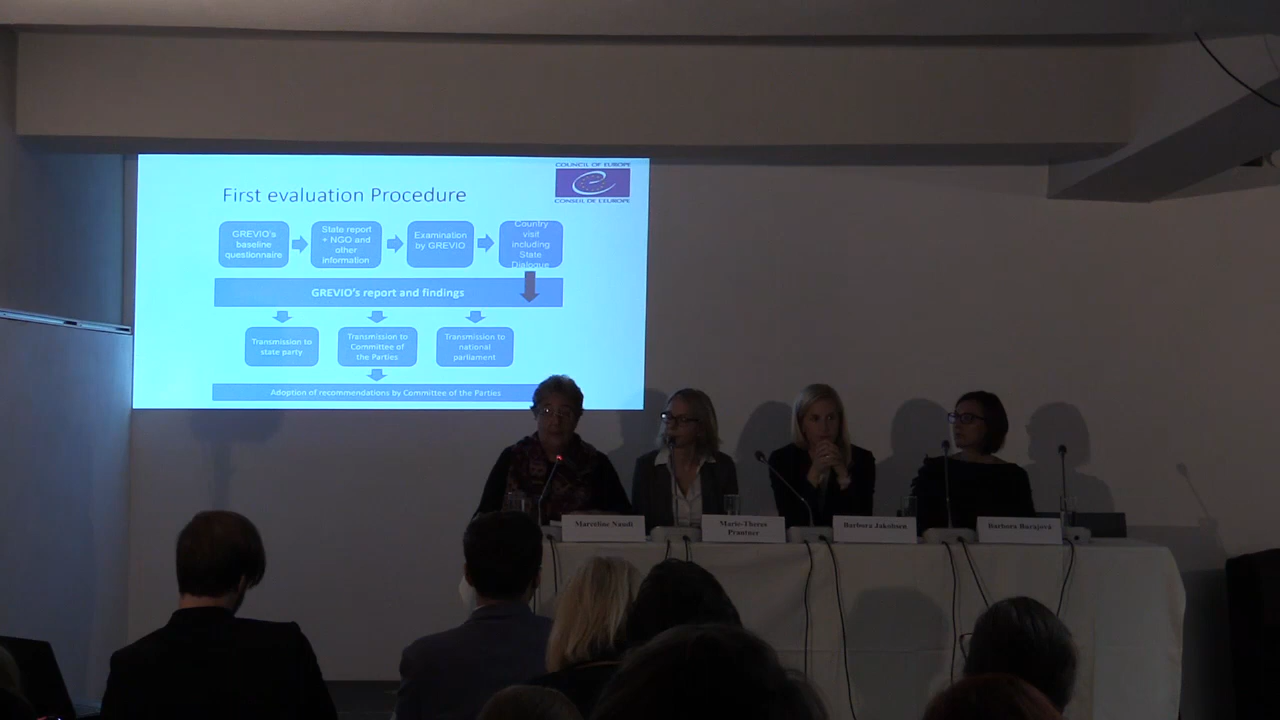 COUNCIL OF EUROPE
CONSEIL DE L'EUROPE
First evaluation Procedure
GREVIO's
baseline
questionnaire
State report
+ NGO and
other
information
Examination
by GREVIO
Country
visit
including
State
Dialogue
GREVIO's report and findings
Transmission to
state party
Transmission to
Committee of
the Parties
Transmission to
national
parliament
Adoption of recommendations by Committee of the Parties
Marceline Naudi
Marie-Theres
Prantner
Barbora Jakobsen
Barbora Burajová